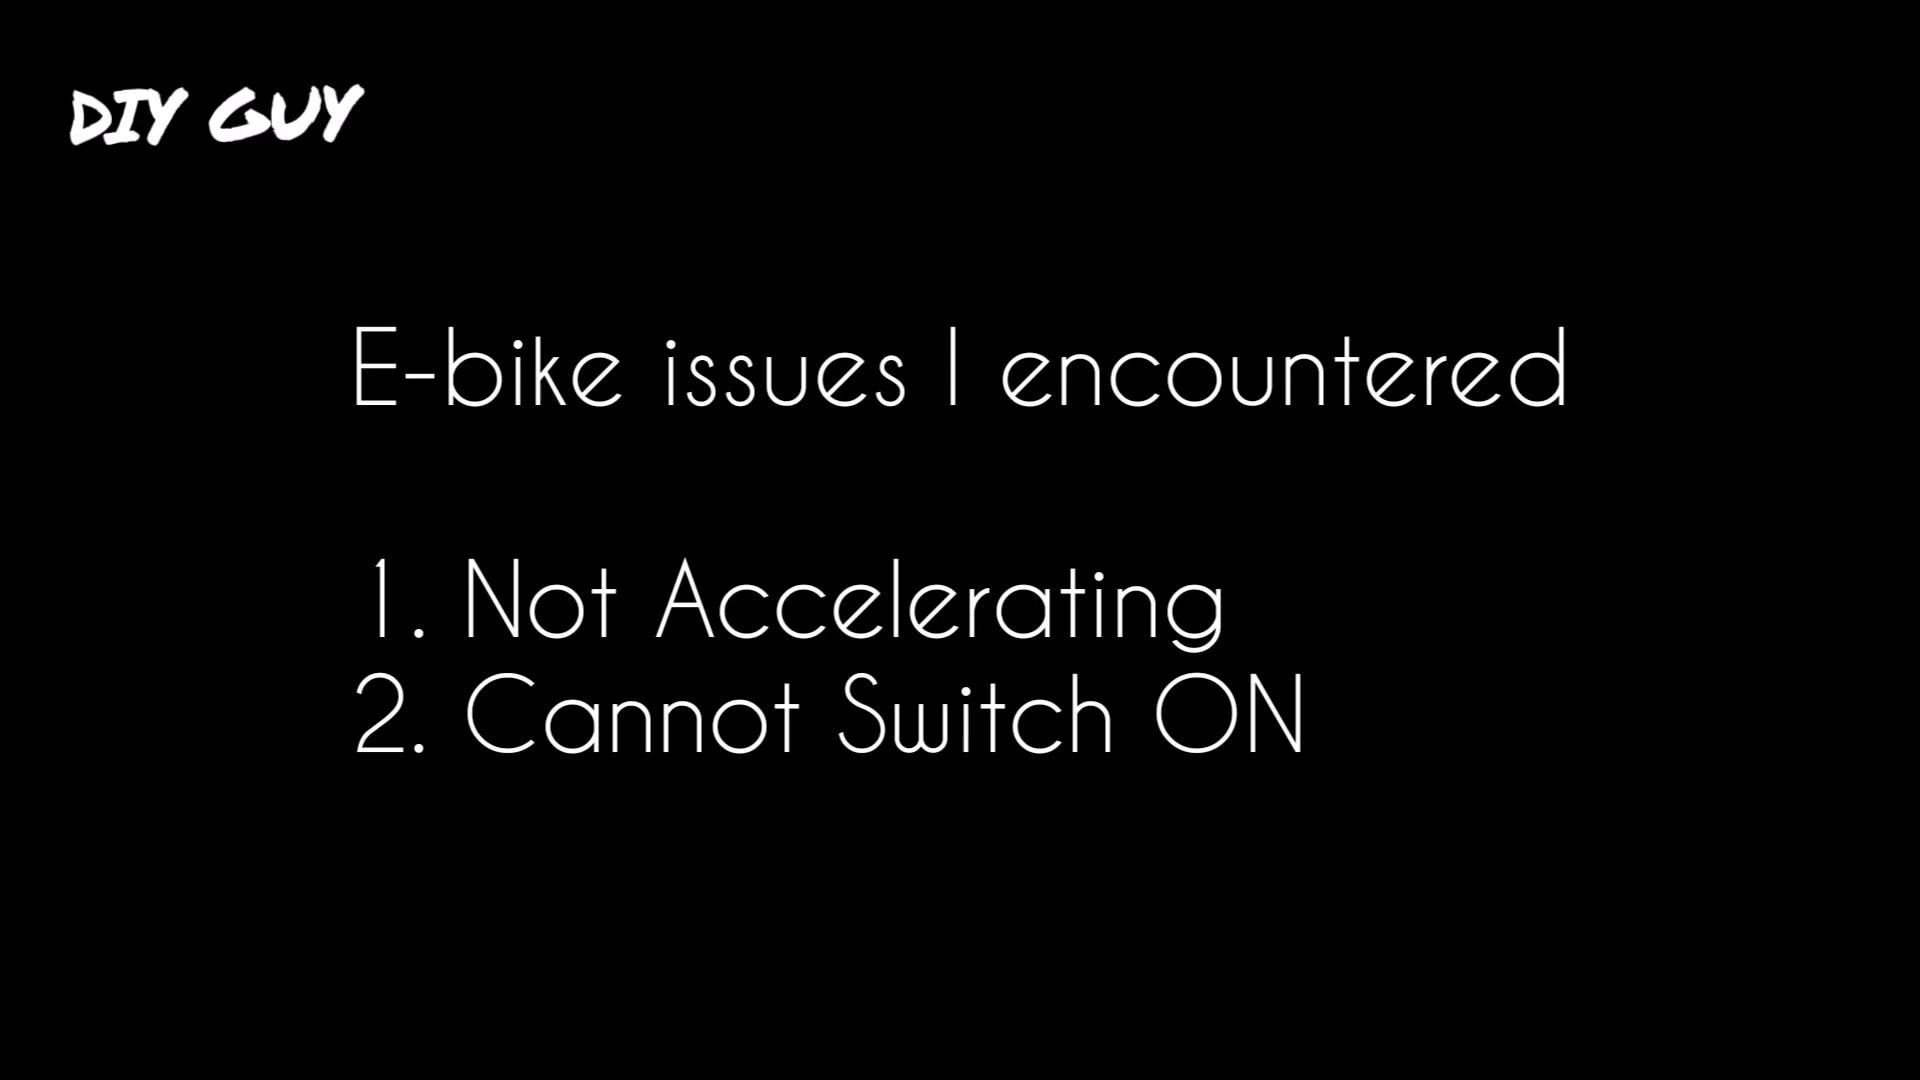 DIY GUY
E-bike issues I encountered
1. Not Accelerating
2. Cannot Switch ON